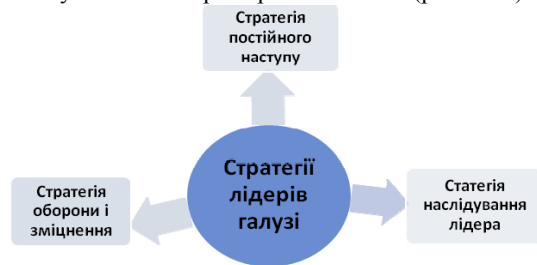 Стратегія
постійного
наступу
Стратегії
лідерів
галузі
Стратегія
оборони і
зміцнення
Статегія
наслідування
лідера